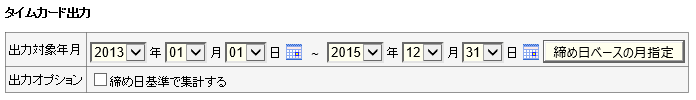 タイムカード出力
出力対象年月 2013 年 01 月 01 日 ～ 2015 年 12 月 31 日 締め日ベースの月指定
出力オプション 締め日基準で集計する